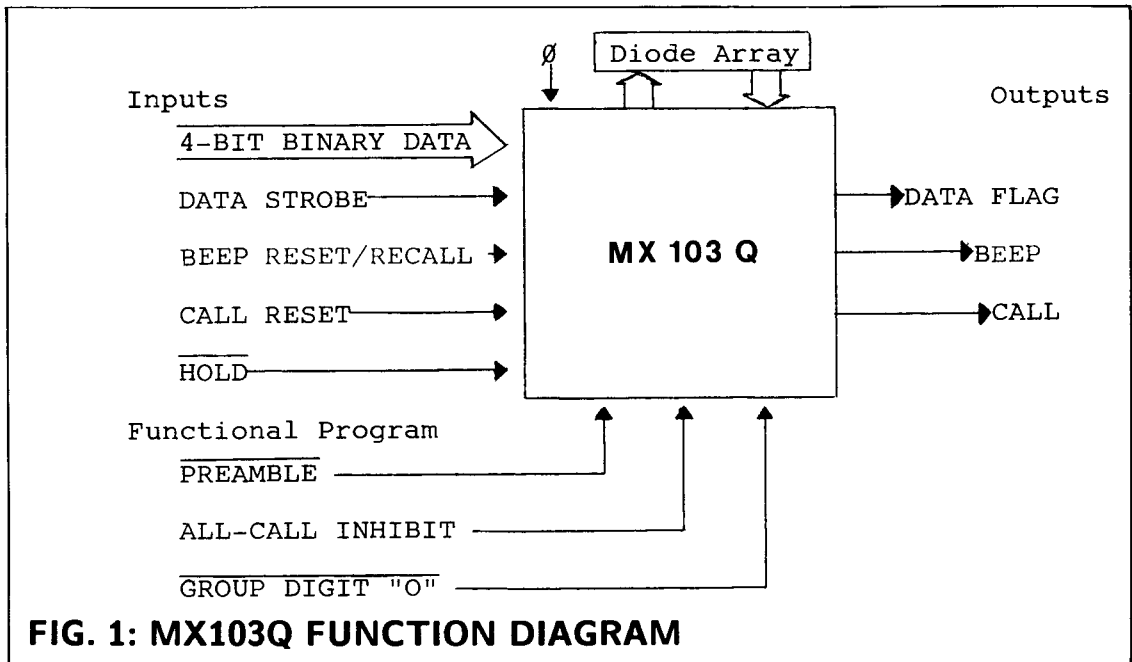 Ø
Diode Array
Inputs
Outputs
4-BIT BINARY DATA
DATA STROBE
DATA FLAG
BEEP RESET/RECALL
MX 103 Q
BEEP
CALL RESET
CALL
HOLD
Functional Program
PREAMBLE
ALL-CALL INHIBIT
GROUP DIGIT "O"
FIG. 1: MX103Q FUNCTION DIAGRAM